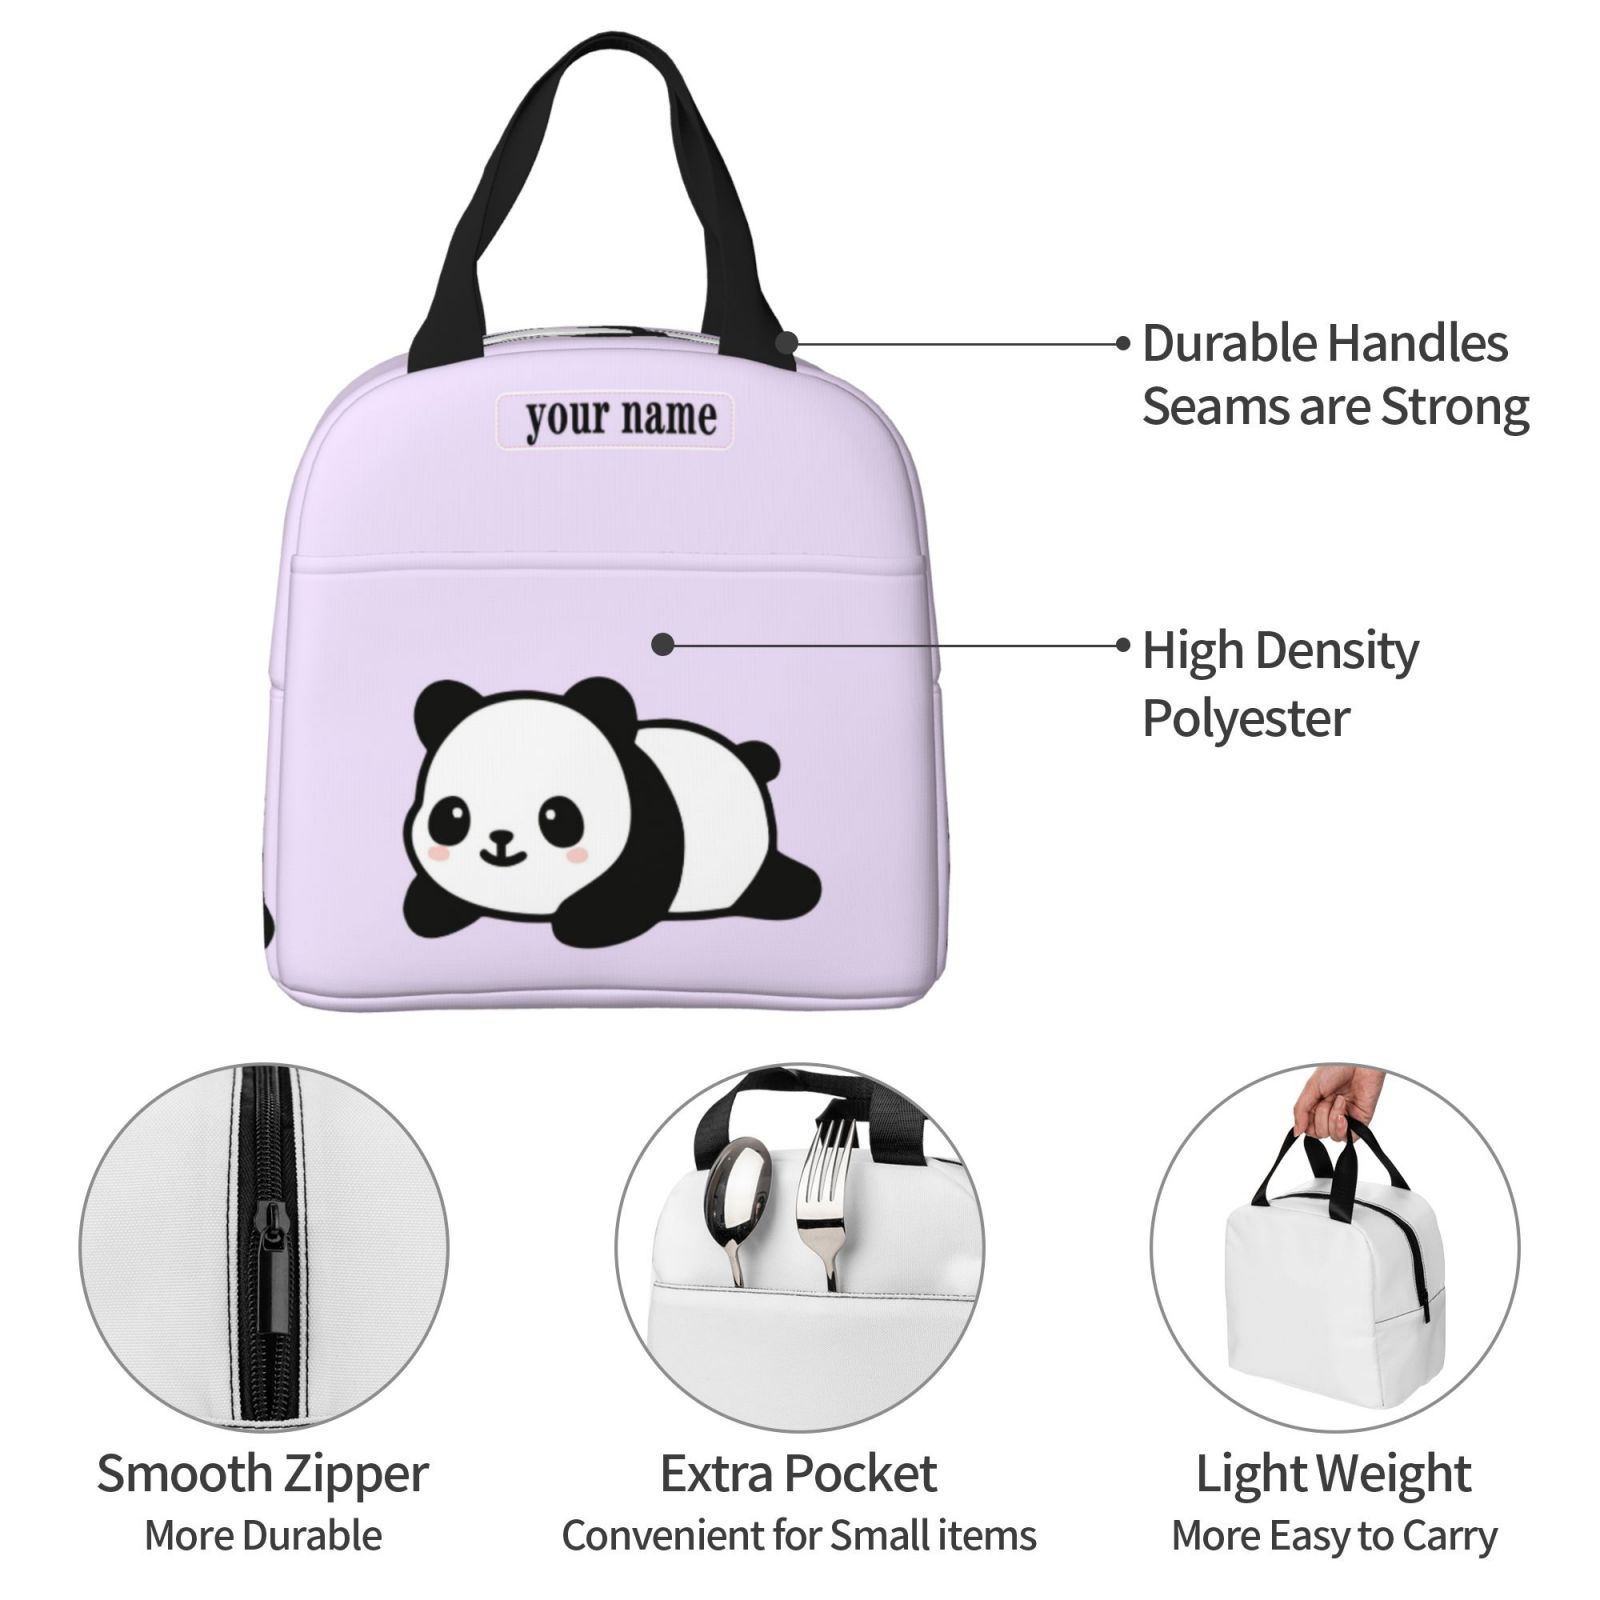 your name
Durable Handles
Seams are Strong
High Density
Polyester
Smooth Zipper
More Durable
Extra Pocket
Convenient for Small items
Light Weight
More Easy to Carry